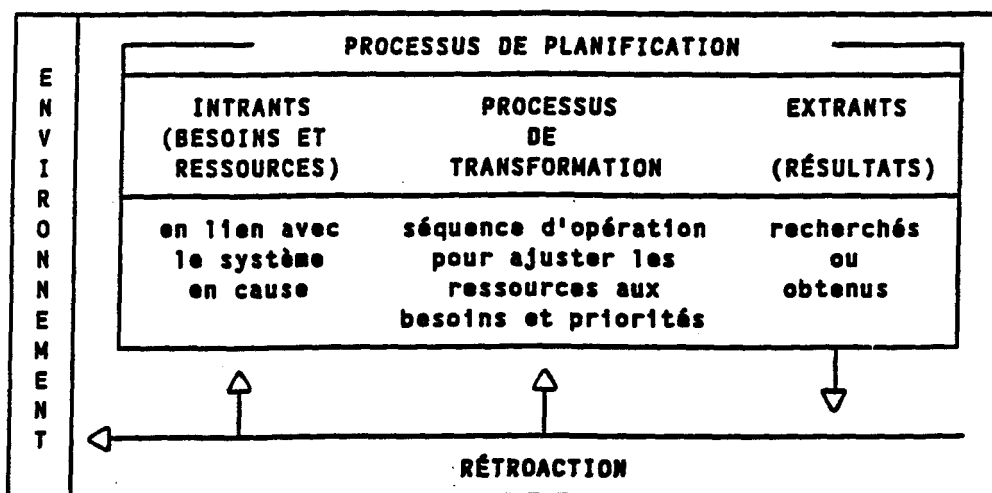 PROCESSUS DE PLANIFICATION
ENVIRONNEMENT
INTRANTS
(BESOINS ET
RESSOURCES)
PROCESSUS
DE
TRANSFORMATION
EXTRANTS
(RÉSULTATS)
en lien avec
le système
en cause
séquence d'opération
pour ajuster les
ressources aux
besoins et priorités
recherchés
ou
obtenus
RÉTROACTION